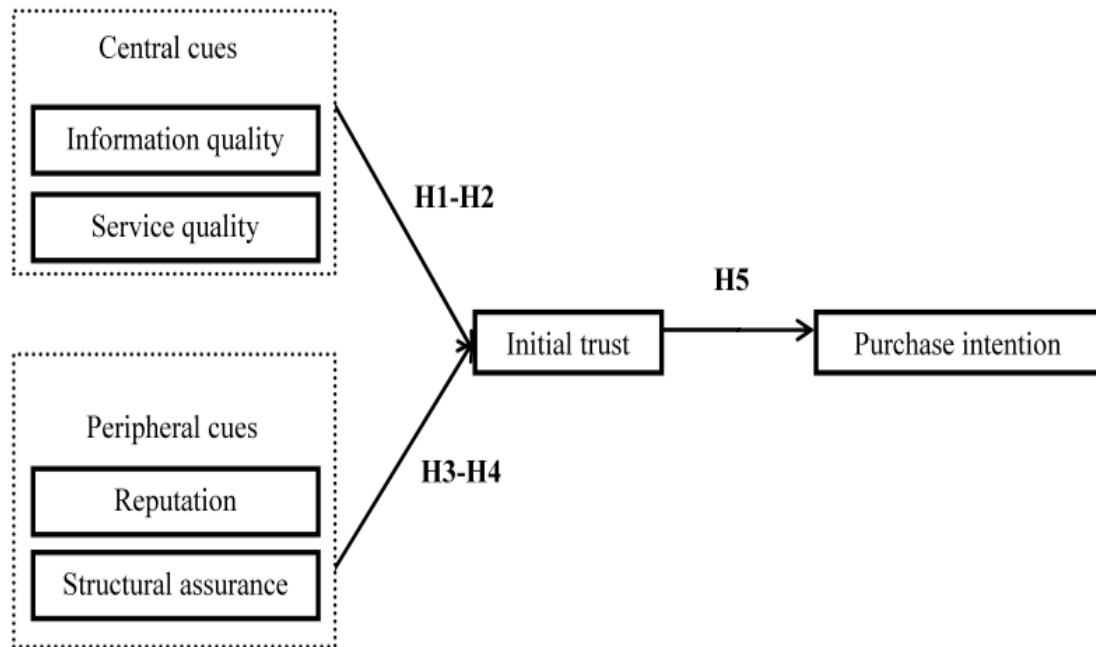 Central cues
Information quality
Service quality
H1-H2
H5
Initial trust
Purchase intention
Peripheral cues
H3-H4
Reputation
Structural assurance